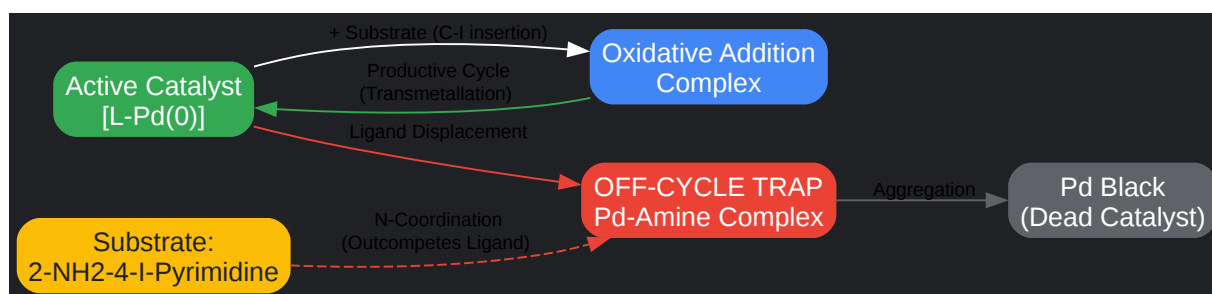 + Substrate (C-I insertion)
Oxidative Addition
Complex
Active Catalyst
[L-Pd(0)]
Productive Cycle
(Transmetallation)
Ligand Displacement
OFF-CYCLE TRAP
Pd-Amine Complex
Aggregation
Pd Black
(Dead Catalyst)
N-Coordination
(Outcompetes Ligand)
Substrate:
2-NH2-4-I-Pyrimidine